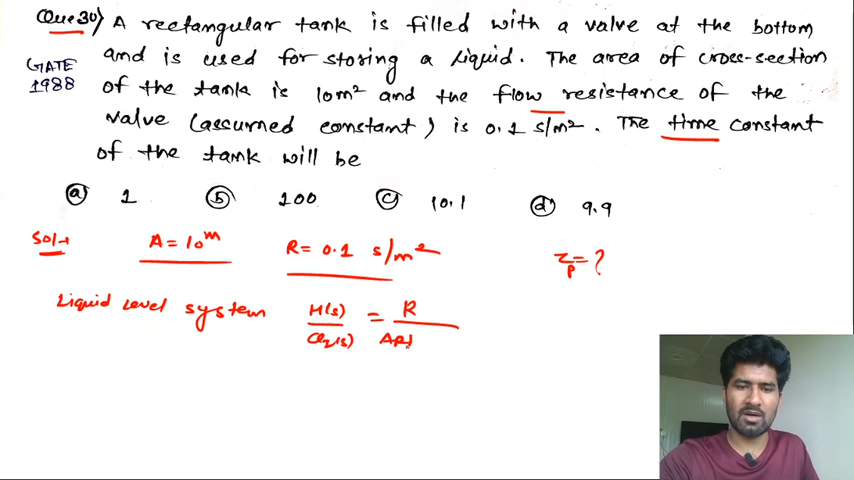 Que 30) A rectangular tank is filled with a valve at the bottom
GATE 1988
and is used for storing a liquid. The area of cross-section
of the tank is 10m² and the flow resistance of the
valve (assumed constant) is 0.1 s/m². The time constant
of the tank will be
ⓐ 1 ⓑ 100 ⓒ 10.1 ⓓ 9.9
Solⁿ A = 10m R = 0.1 s/m² τp = ?
Liquid Level system H(s)/Q(s) = R/